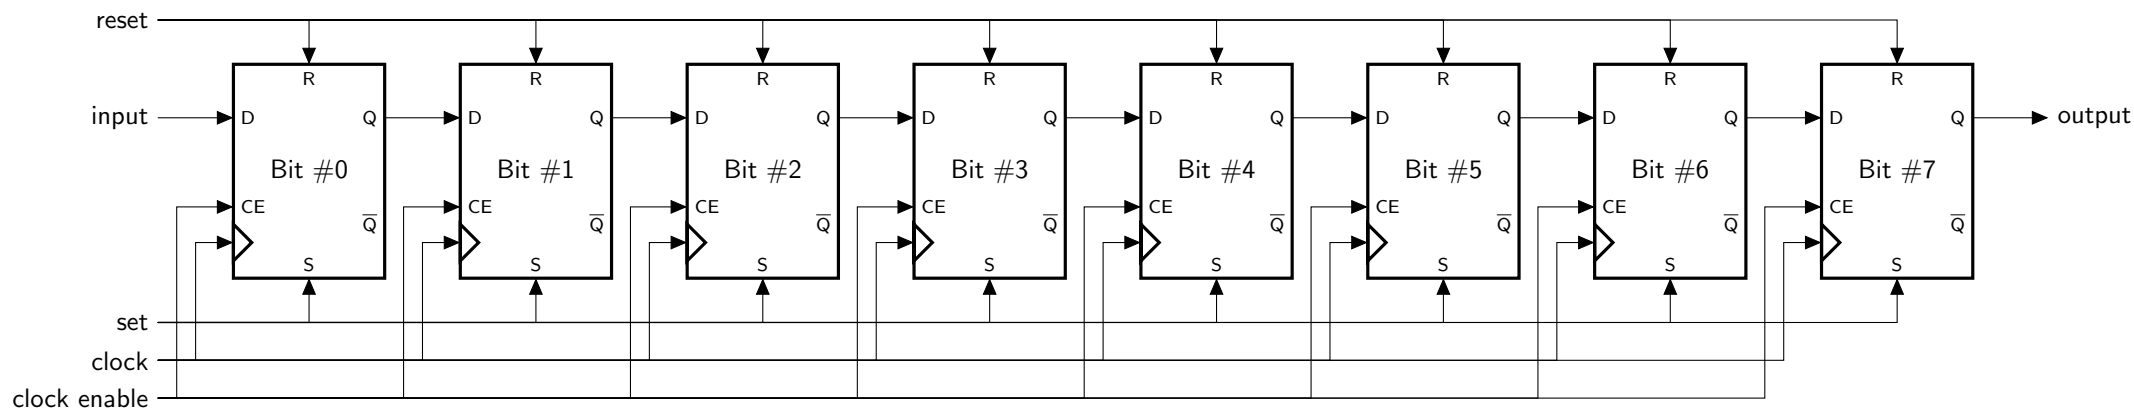 reset
R R R R R R R R
input D Q D Q D Q D Q D Q D Q D Q D Q output
Bit #0 Bit #1 Bit #2 Bit #3 Bit #4 Bit #5 Bit #6 Bit #7
CE CE CE CE CE CE CE CE
Q̅ Q̅ Q̅ Q̅ Q̅ Q̅ Q̅ Q̅
S S S S S S S S
set
clock
clock enable